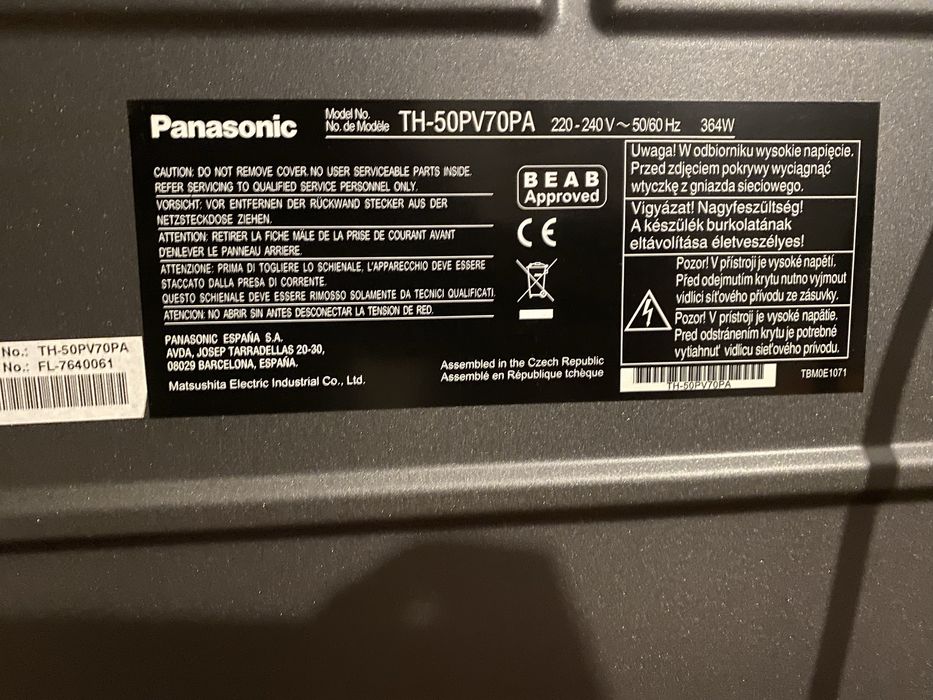 Panasonic
Model No.
No. de Modèle
TH-50PV70PA
220-240 V~50/60 Hz
364W
CAUTION: DO NOT REMOVE COVER. NO USER SERVICEABLE PARTS INSIDE.
REFER SERVICING TO QUALIFIED SERVICE PERSONNEL ONLY.
VORSICHT: VOR ENTFERNEN DER RÜCKWAND STECKER AUS DER
NETZSTECKDOSE ZIEHEN.
ATTENTION: RETIRER LA FICHE MÂLE DE LA PRISE DE COURANT AVANT
D'ENLEVER LE PANNEAU ARRIERE.
ATTENZIONE: PRIMA DI TOGLIERE LO SCHIENALE, L'APPARECCHIO DEVE ESSERE
STACCATO DALLA PRESA DI CORRENTE.
QUESTO SCHIENALE DEVE ESSERE RIMOSSO SOLAMENTE DA TECNICI QUALIFICATI.
ATENCION: NO ABRIR SIN ANTES DESCONECTAR LA TENSION DE RED.
PANASONIC ESPAÑA S.A.
AVDA, JOSEP TARRADELLAS 20-30,
08029 BARCELONA, ESPAÑA.
Matsushita Electric Industrial Co., Ltd.
BEAB
Approved
CE
Assembled in the Czech Republic
Assemblé en République tchèque
Uwaga! W odbiorniku wysokie napięcie.
Przed zdjęciem pokrywy wyciągnąć
wtyczkę z gniazda sieciowego.
Vigyázat! Nagyfeszűltség!
A készűlék burkolatának
eltávolítása életveszélyes!
Pozor! V přístroji je vysoké napětí.
Před odejmutím krytu nutno vyjmout
vidlici síťového přívodu ze zásuvky.
Pozor! V prístroji je vysoké napätie.
Pred odstránením krytu je potrebné
vytiahnuť vidlicu sieťového prívodu.
TH-50PV70PA
TBM0E1071
No.: TH-50PV70PA
No.: FL-7640061